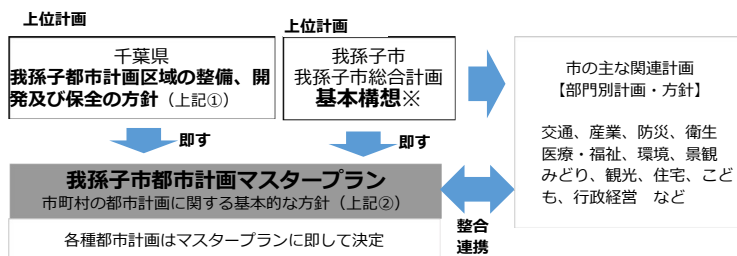 上位計画
千葉県
我孫子都市計画区域の整備、開
発及び保全の方針（上記①）
上位計画
我孫子市
我孫子市総合計画
基本構想※
市の主な関連計画
【部門別計画・方針】
交通、産業、防災、衛生
医療・福祉、環境、景観
みどり、観光、住宅、こど
も、行政経営　など
即す
即す
我孫子市都市計画マスタープラン
市町村の都市計画に関する基本的な方針（上記②）
各種都市計画はマスタープランに即して決定
整合
連携